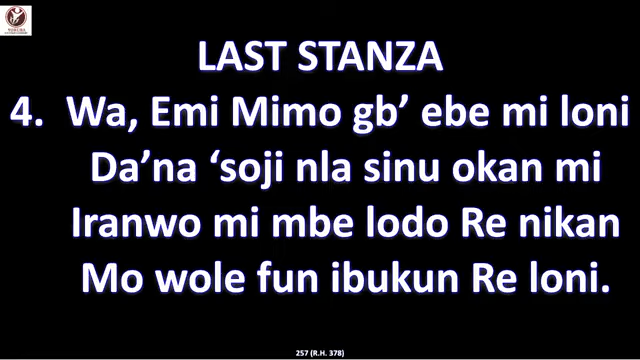 LAST STANZA
4. Wa, Emi Mimo gb’ ebe mi loni
Da’na ‘soji nla sinu okan mi
Iranwo mi mbe lodo Re nikan
Mo wole fun ibukun Re loni.
257 (R.H. 378)